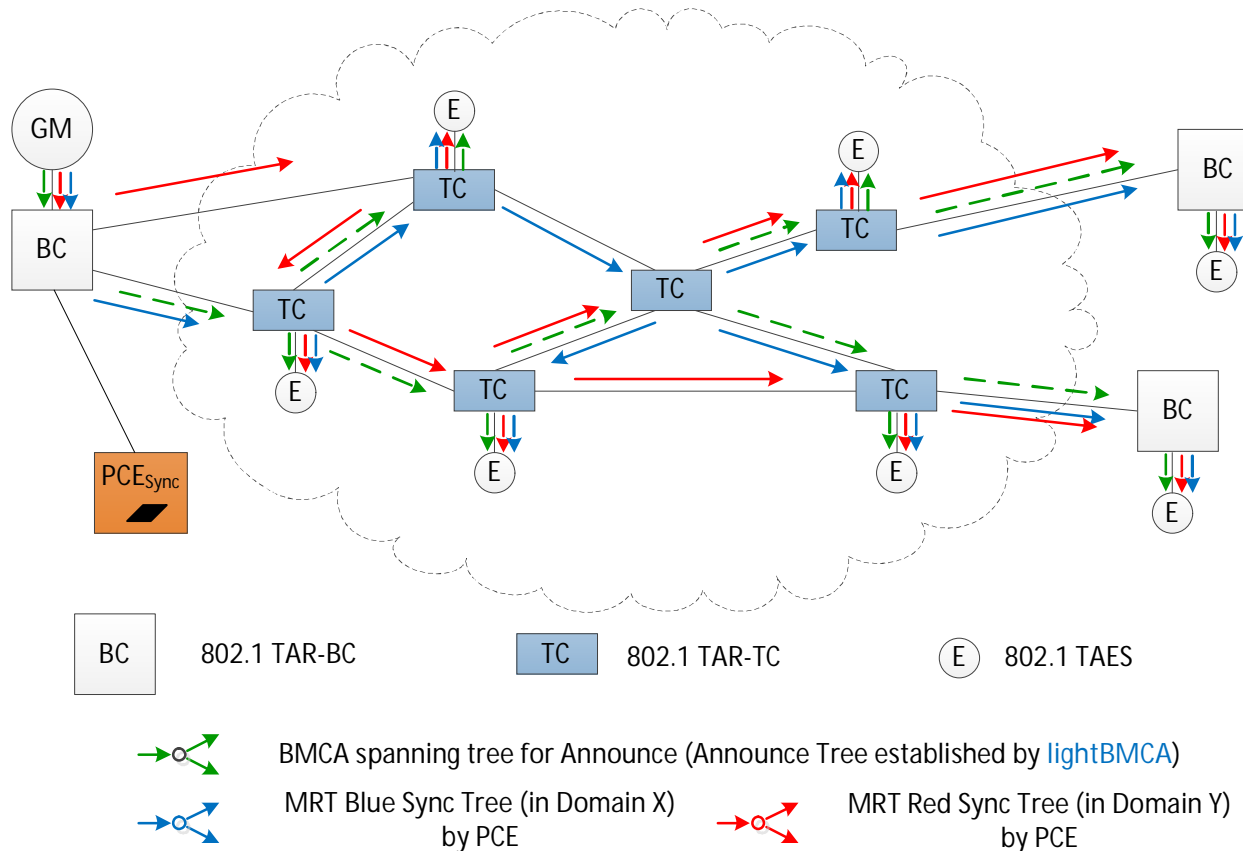 E
GM
E
TC
BC
TC
BC
E
TC
TC
E
TC
TC
BC
E
PCESync
E
E
E
BC
802.1 TAR-BC
TC
802.1 TAR-TC
E
802.1 TAES
BMCA spanning tree for Announce (Announce Tree established by lightBMCA)
MRT Blue Sync Tree (in Domain X)
by PCE
MRT Red Sync Tree (in Domain Y)
by PCE